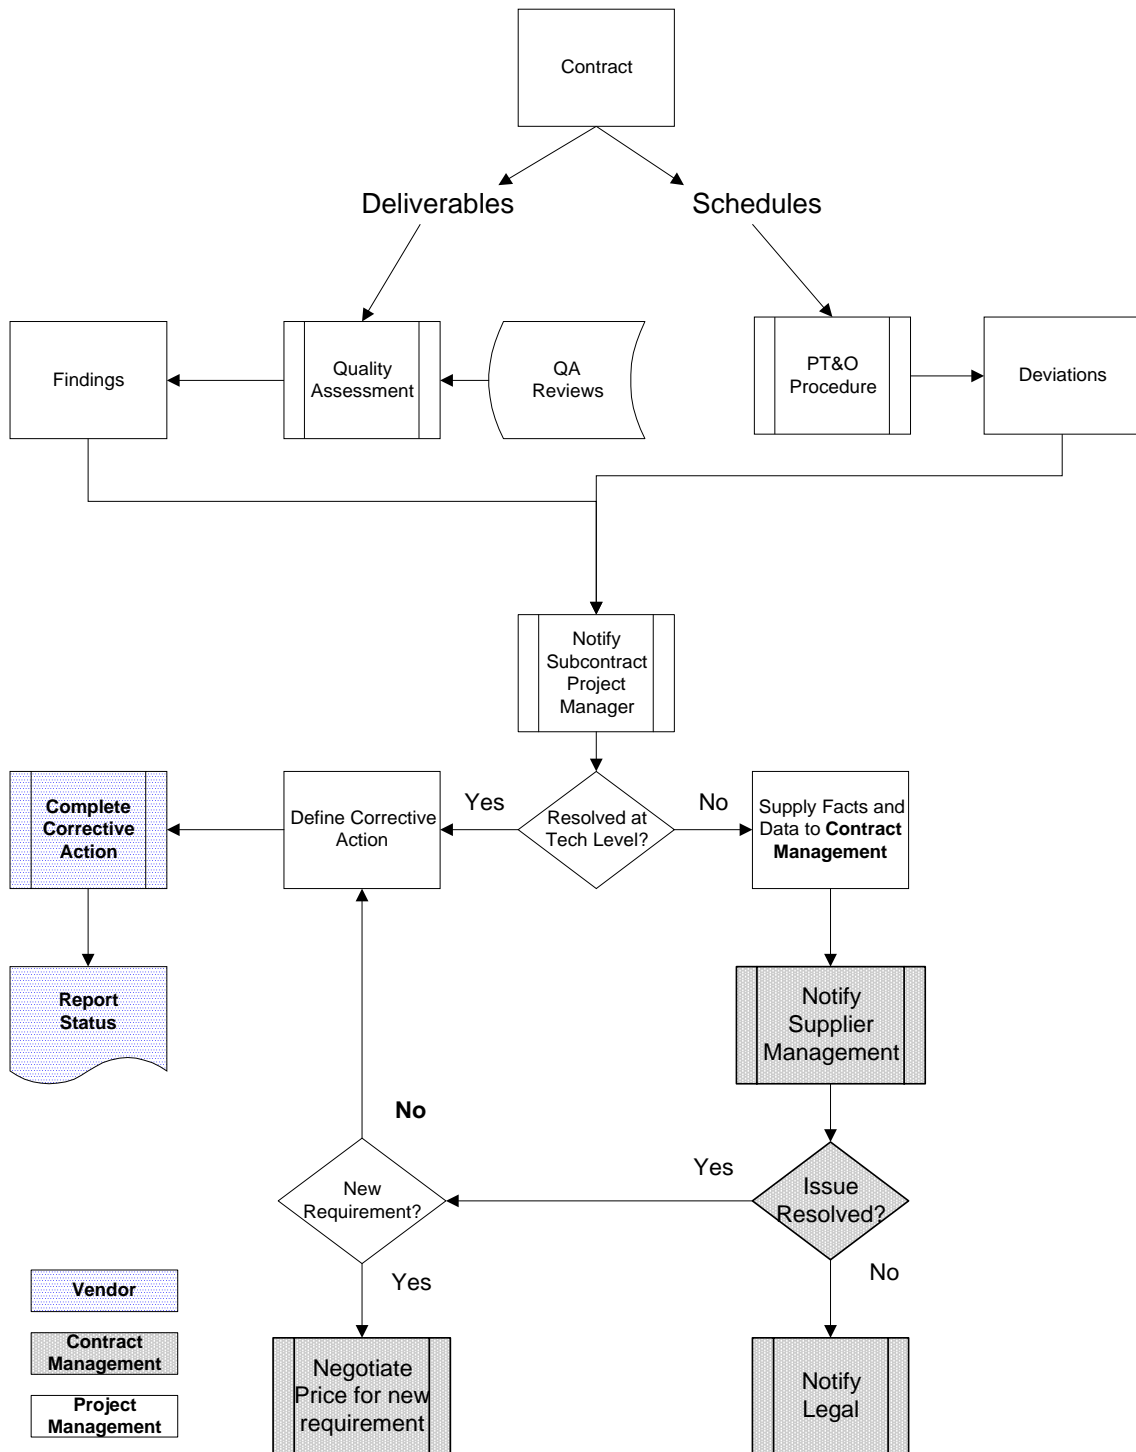 Contract
Deliverables
Schedules
Findings
Quality
Assessment
QA
Reviews
PT&O
Procedure
Deviations
Notify
Subcontract
Project
Manager
Complete
Corrective
Action
Define Corrective
Action
Yes
Resolved at
Tech Level?
No
Supply Facts and
Data to Contract
Management
Report
Status
Notify
Supplier
Management
No
New
Requirement?
Yes
Issue
Resolved?
Yes
No
Vendor
Contract
Management
Project
Management
Negotiate
Price for new
requirement
Notify
Legal